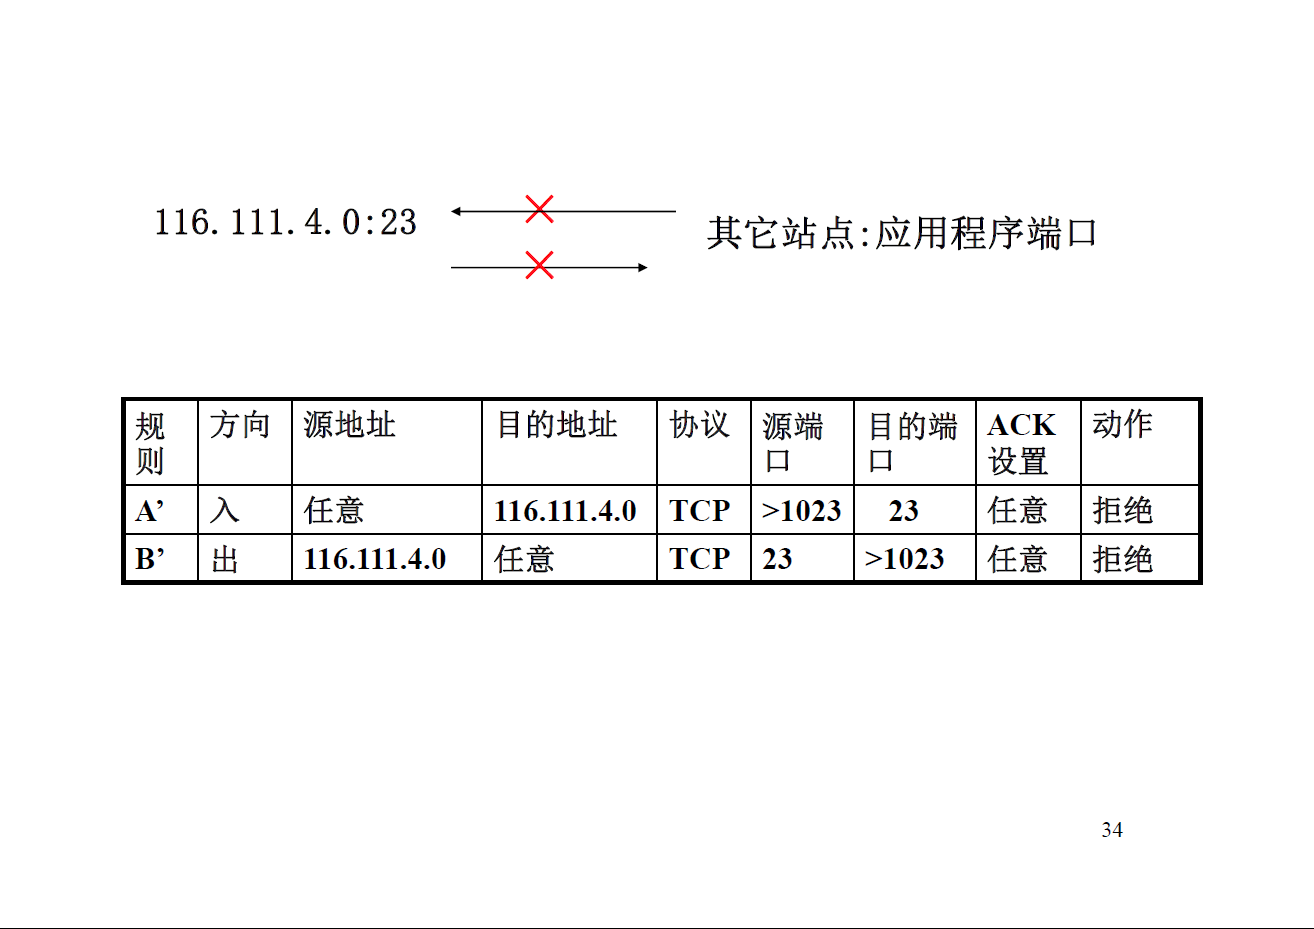 116.111.4.0:23
其它站点:应用程序端口
规则 方向 源地址 目的地址 协议 源端口 目的端口 ACK设置 动作
A’ 入 任意 116.111.4.0 TCP >1023 23 任意 拒绝
B’ 出 116.111.4.0 任意 TCP 23 >1023 任意 拒绝
34